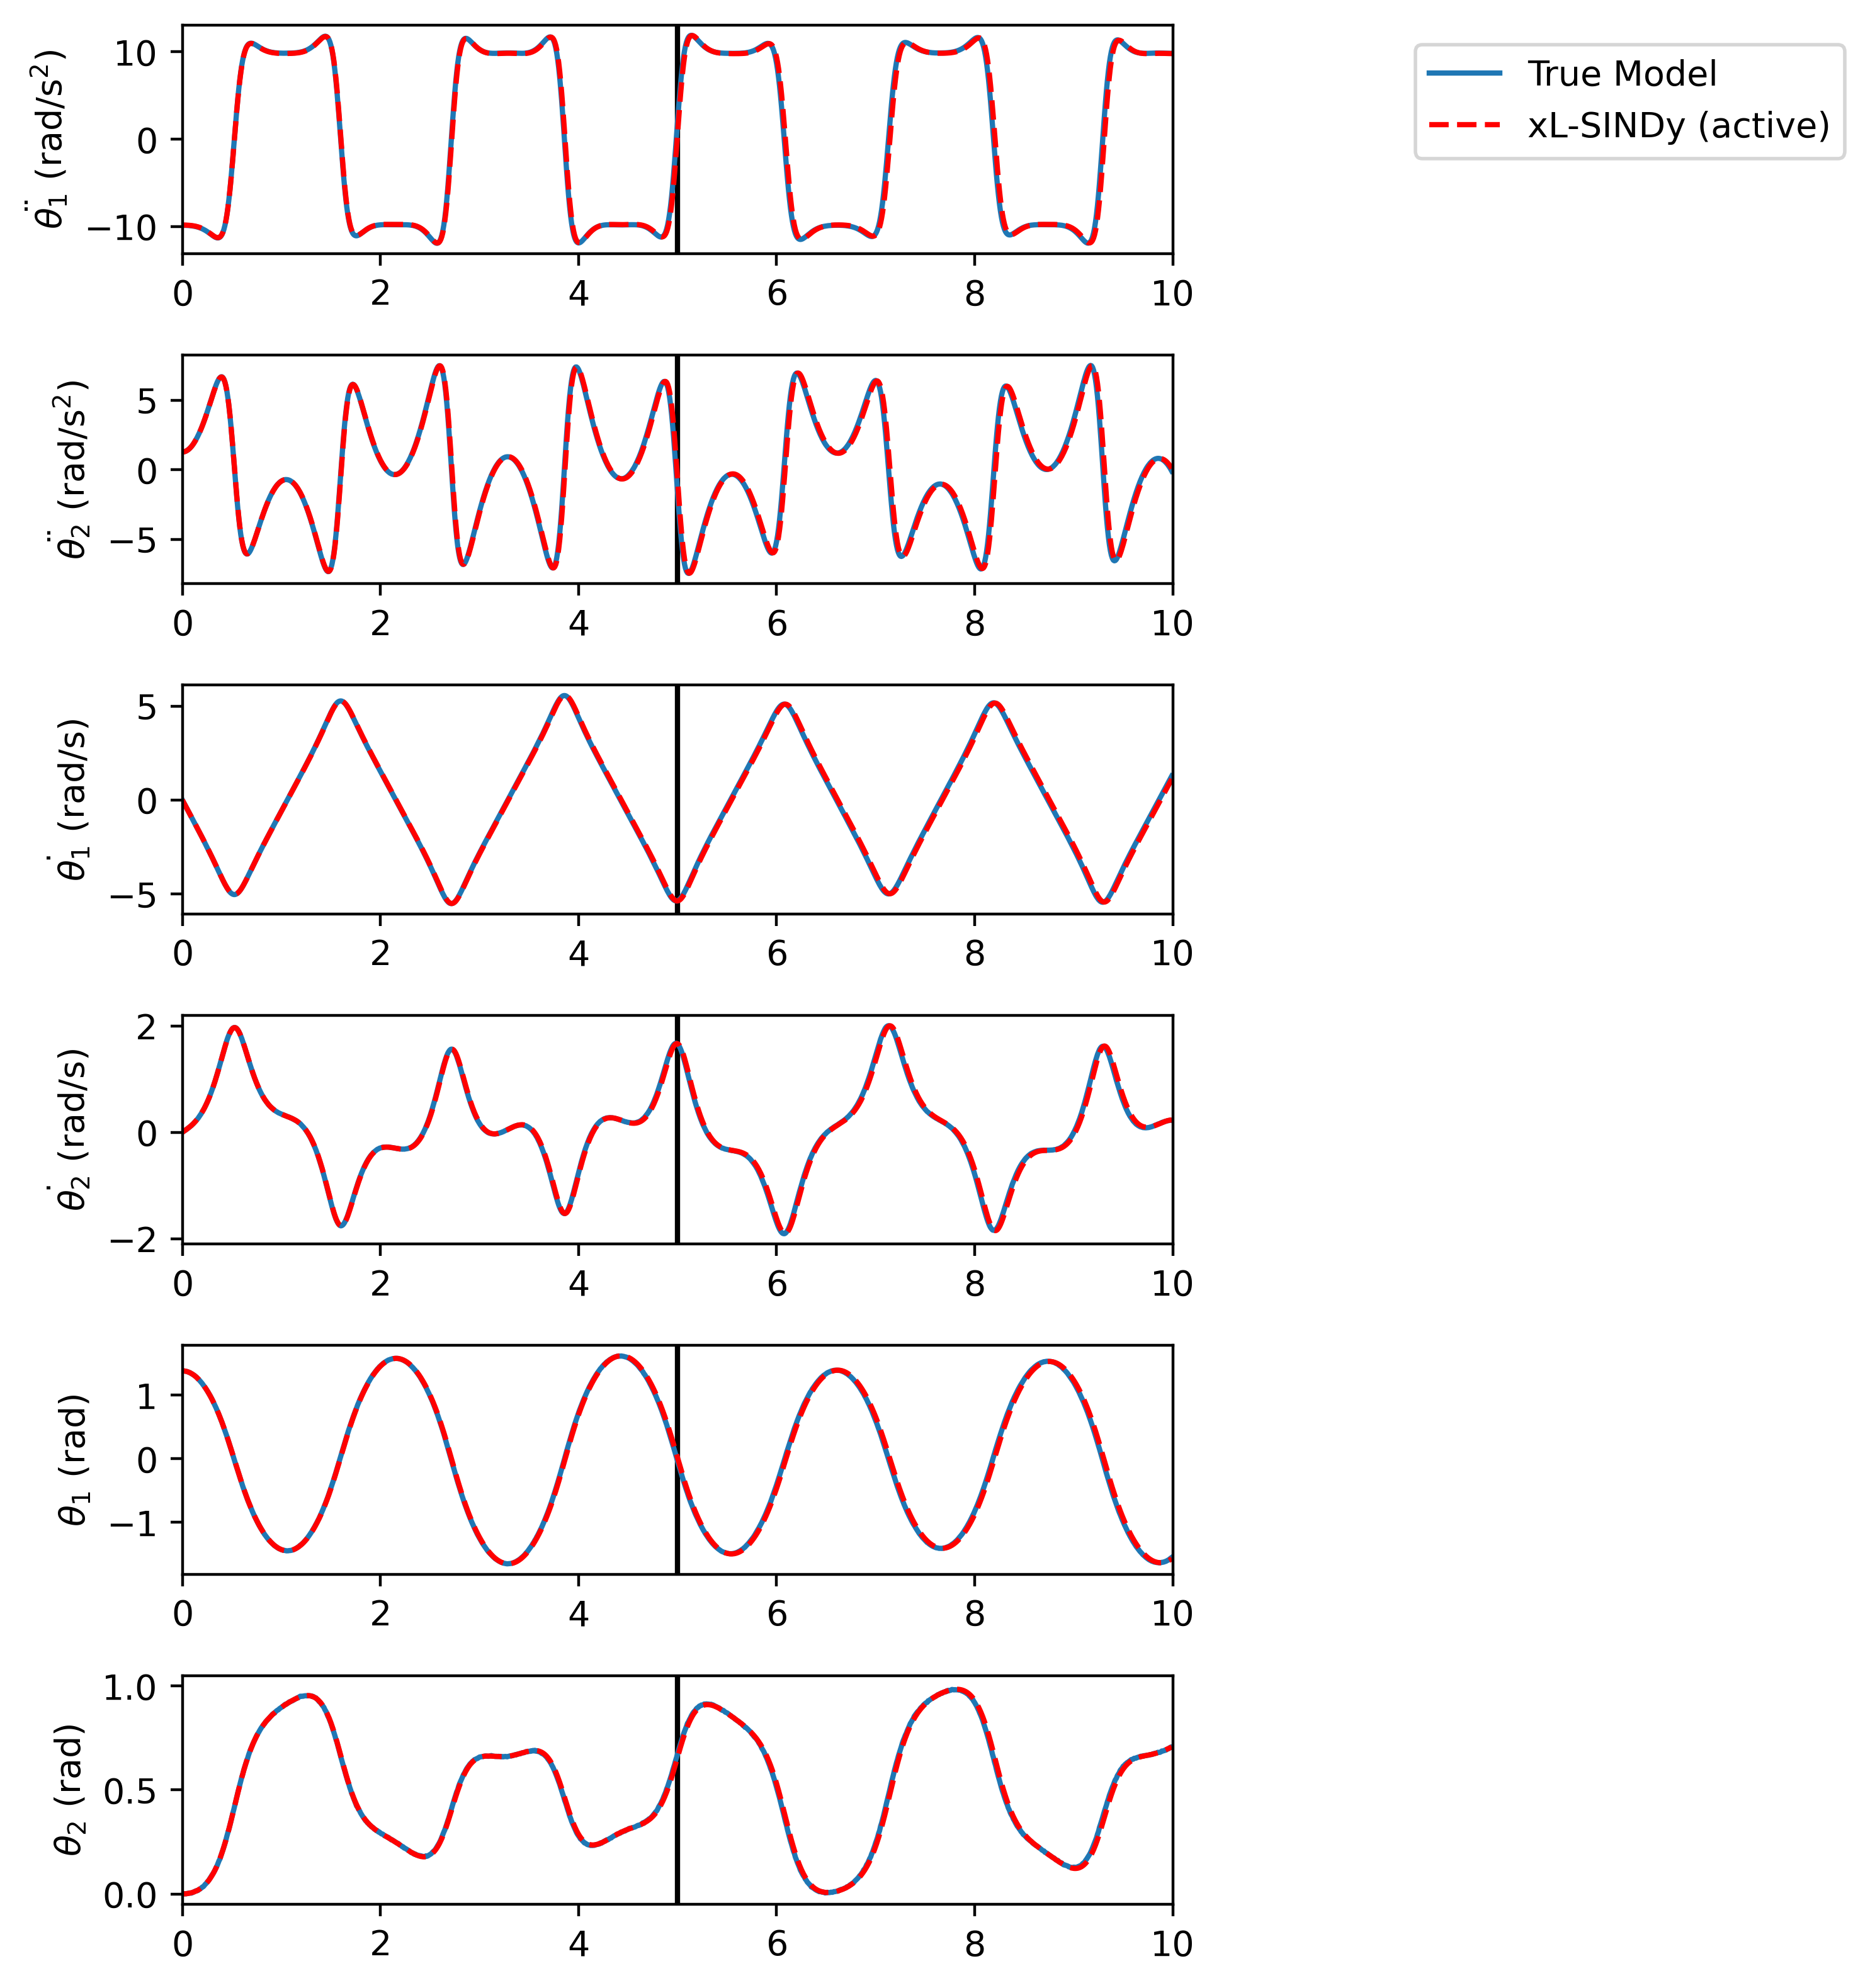 True Model
xL-SINDy (active)
θ̈₁ (rad/s²)
10
0
−10
0 2 4 6 8 10
θ̈₂ (rad/s²)
5
0
−5
0 2 4 6 8 10
θ̇₁ (rad/s)
5
0
−5
0 2 4 6 8 10
θ̇₂ (rad/s)
2
0
−2
0 2 4 6 8 10
θ₁ (rad)
1
0
−1
0 2 4 6 8 10
θ₂ (rad)
1.0
0.5
0.0
0 2 4 6 8 10